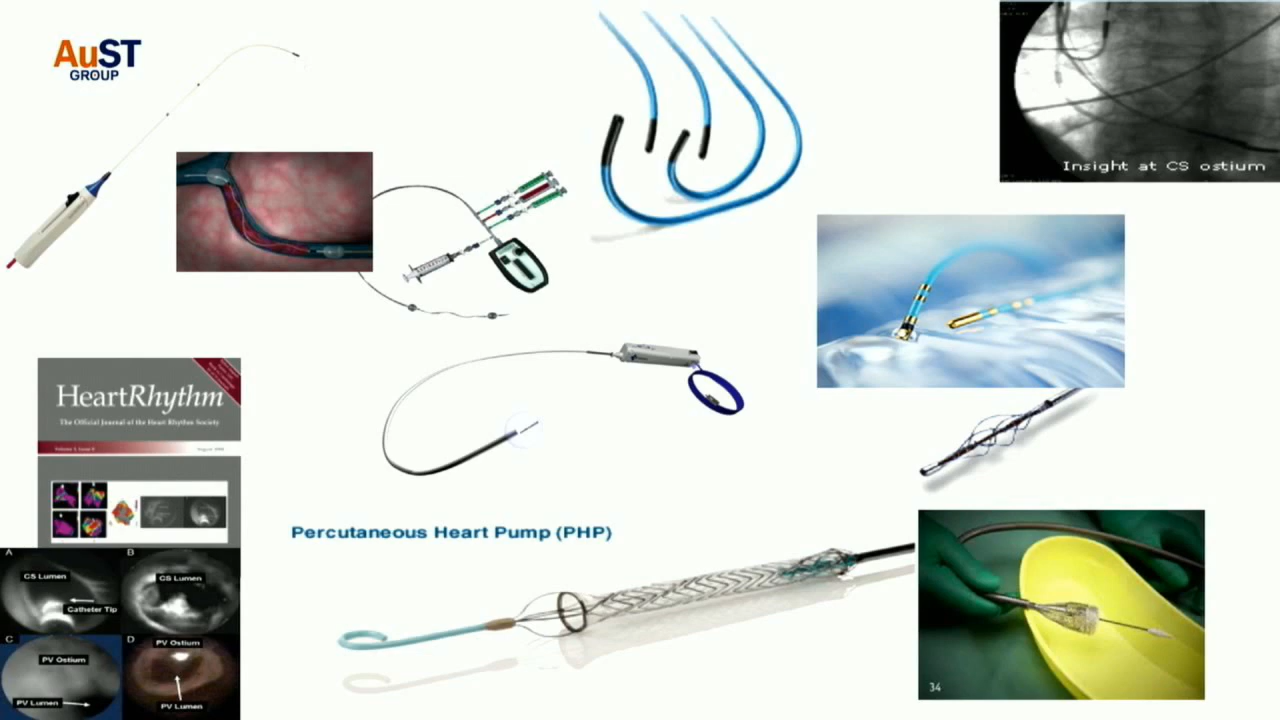 AuST
GROUP
Insight at CS ostium
HeartRhythm
The Official Journal of the Heart Rhythm Society
Percutaneous Heart Pump (PHP)
A
B
CS Lumen
CS Lumen
Catheter Tip
C
D
PV Ostium
PV Ostium
PV Lumen
PV Lumen
34